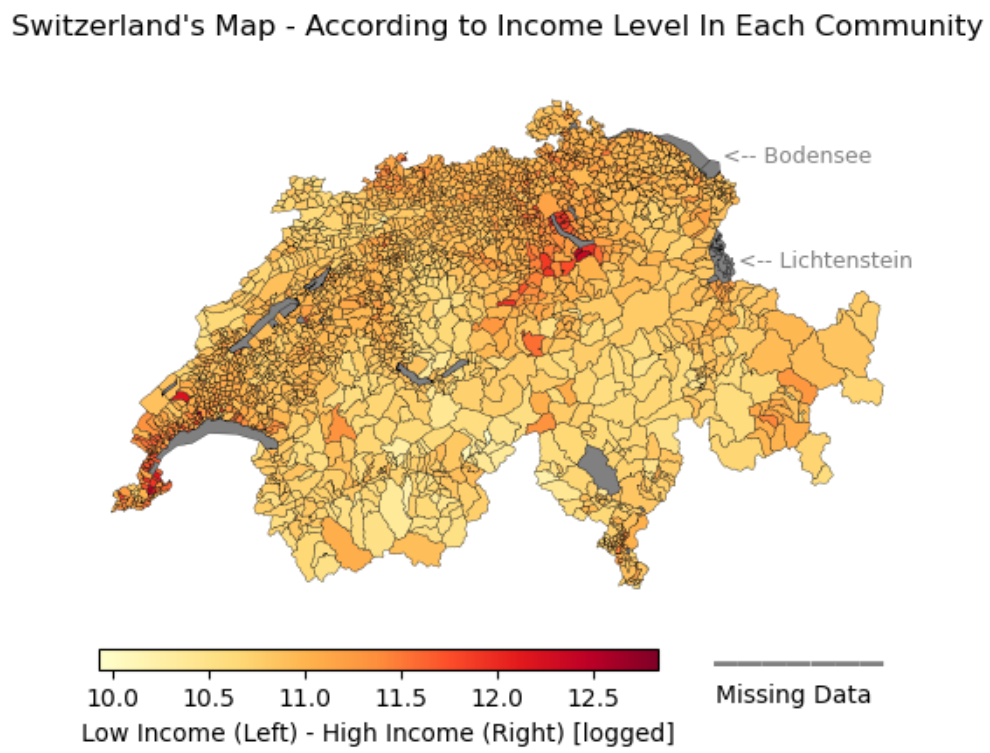 Switzerland's Map - According to Income Level In Each Community
<-- Bodensee
<-- Lichtenstein
10.0 10.5 11.0 11.5 12.0 12.5
Missing Data
Low Income (Left) - High Income (Right) [logged]